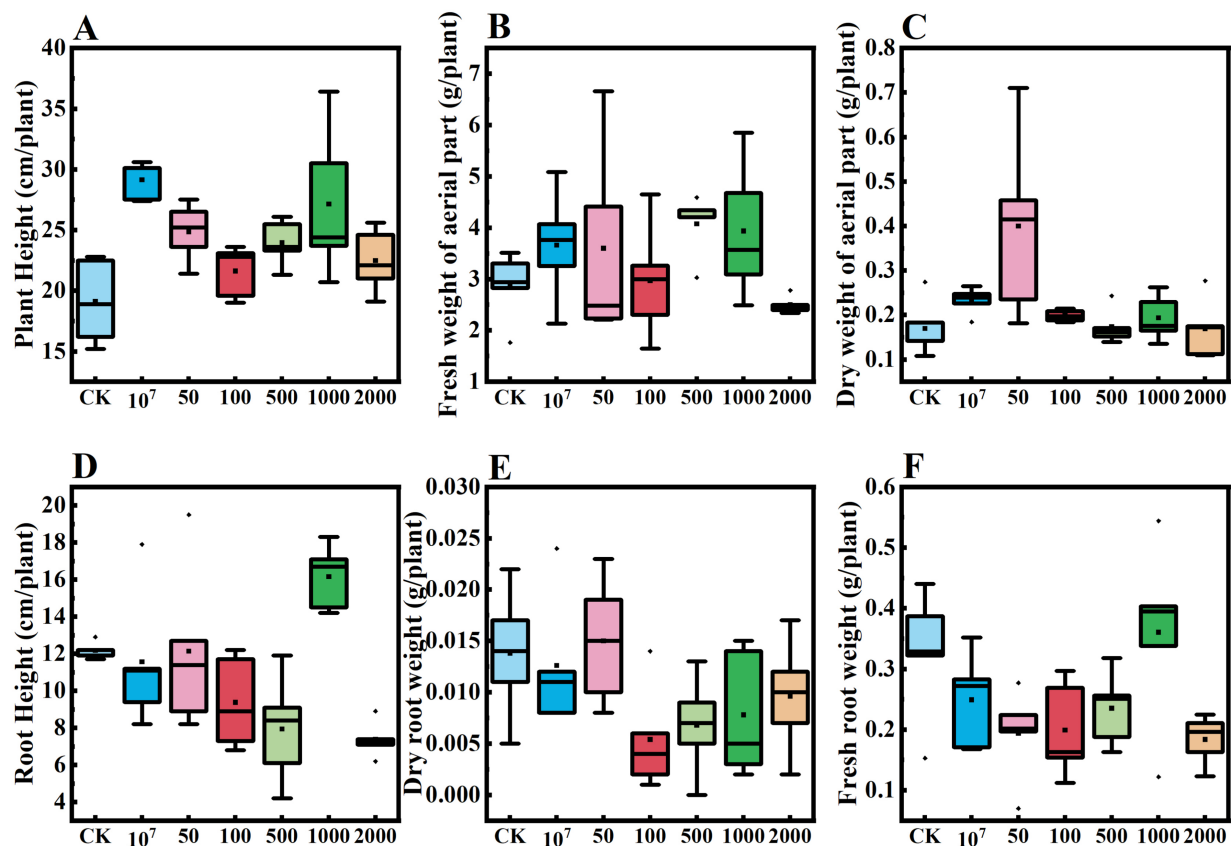 A
Plant Height (cm/plant)
40
35
30
25
20
15
CK 10⁷ 50 100 500 1000 2000
B
Fresh weight of aerial part (g/plant)
7
6
5
4
3
2
1
CK 10⁷ 50 100 500 1000 2000
C
Dry weight of aerial part (g/plant)
0.8
0.7
0.6
0.5
0.4
0.3
0.2
0.1
CK 10⁷ 50 100 500 1000 2000
D
Root Height (cm/plant)
20
18
16
14
12
10
8
6
4
CK 10⁷ 50 100 500 1000 2000
E
Dry root weight (g/plant)
0.030
0.025
0.020
0.015
0.010
0.005
0.000
CK 10⁷ 50 100 500 1000 2000
F
Fresh root weight (g/plant)
0.6
0.5
0.4
0.3
0.2
0.1
CK 10⁷ 50 100 500 1000 2000